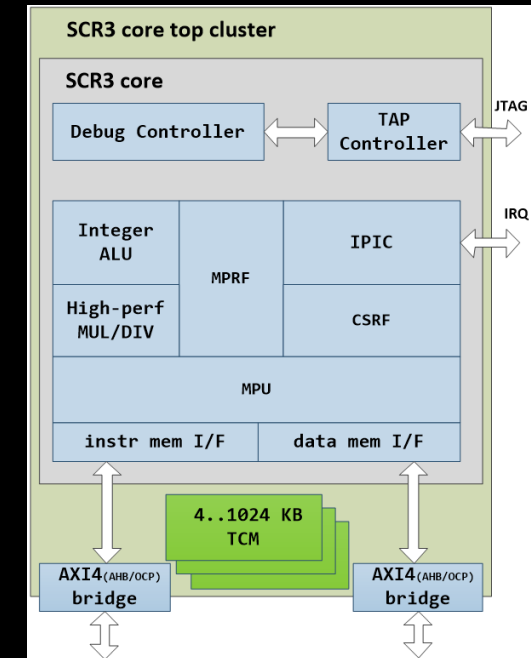 SCR3 core top cluster
SCR3 core
Debug Controller
TAP
Controller
JTAG
Integer
ALU
MPRF
IPIC
IRQ
High-perf
MUL/DIV
CSRF
MPU
instr mem I/F
data mem I/F
4..1024 KB
TCM
AXI4(AHB/OCP)
bridge
AXI4(AHB/OCP)
bridge